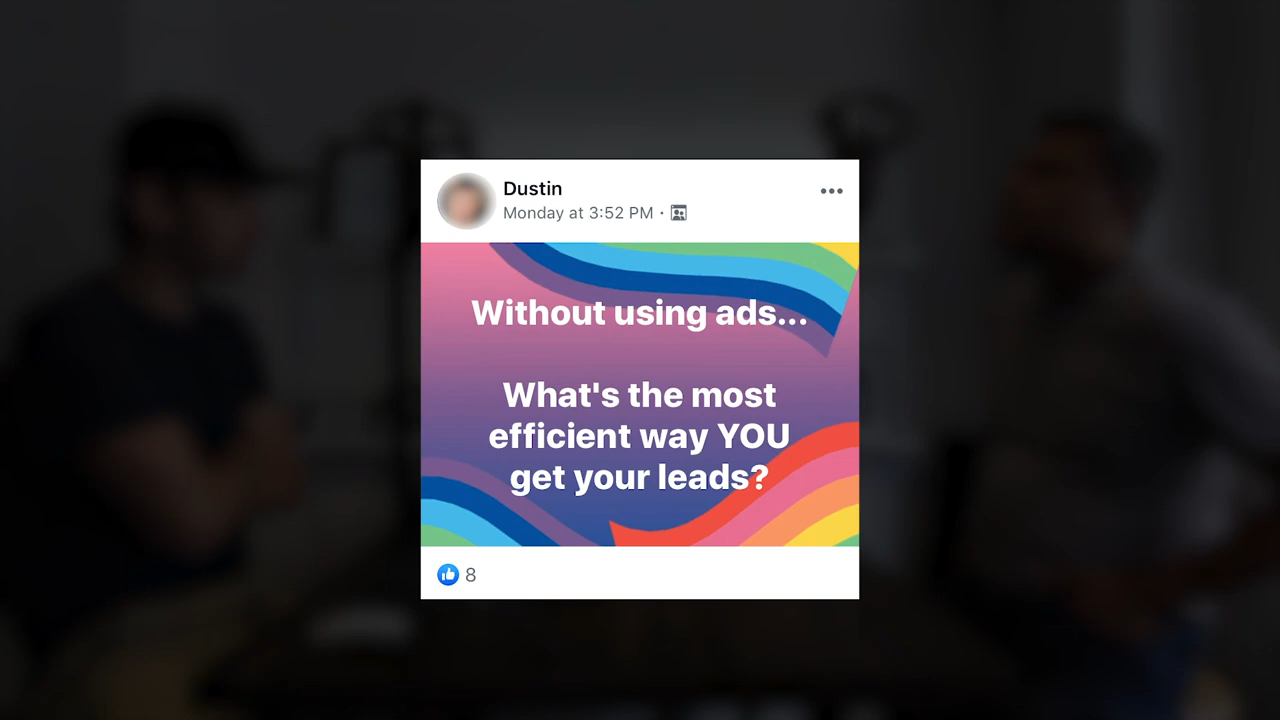 Dustin
Monday at 3:52 PM ·
Without using ads...
What's the most
efficient way YOU
get your leads?
8